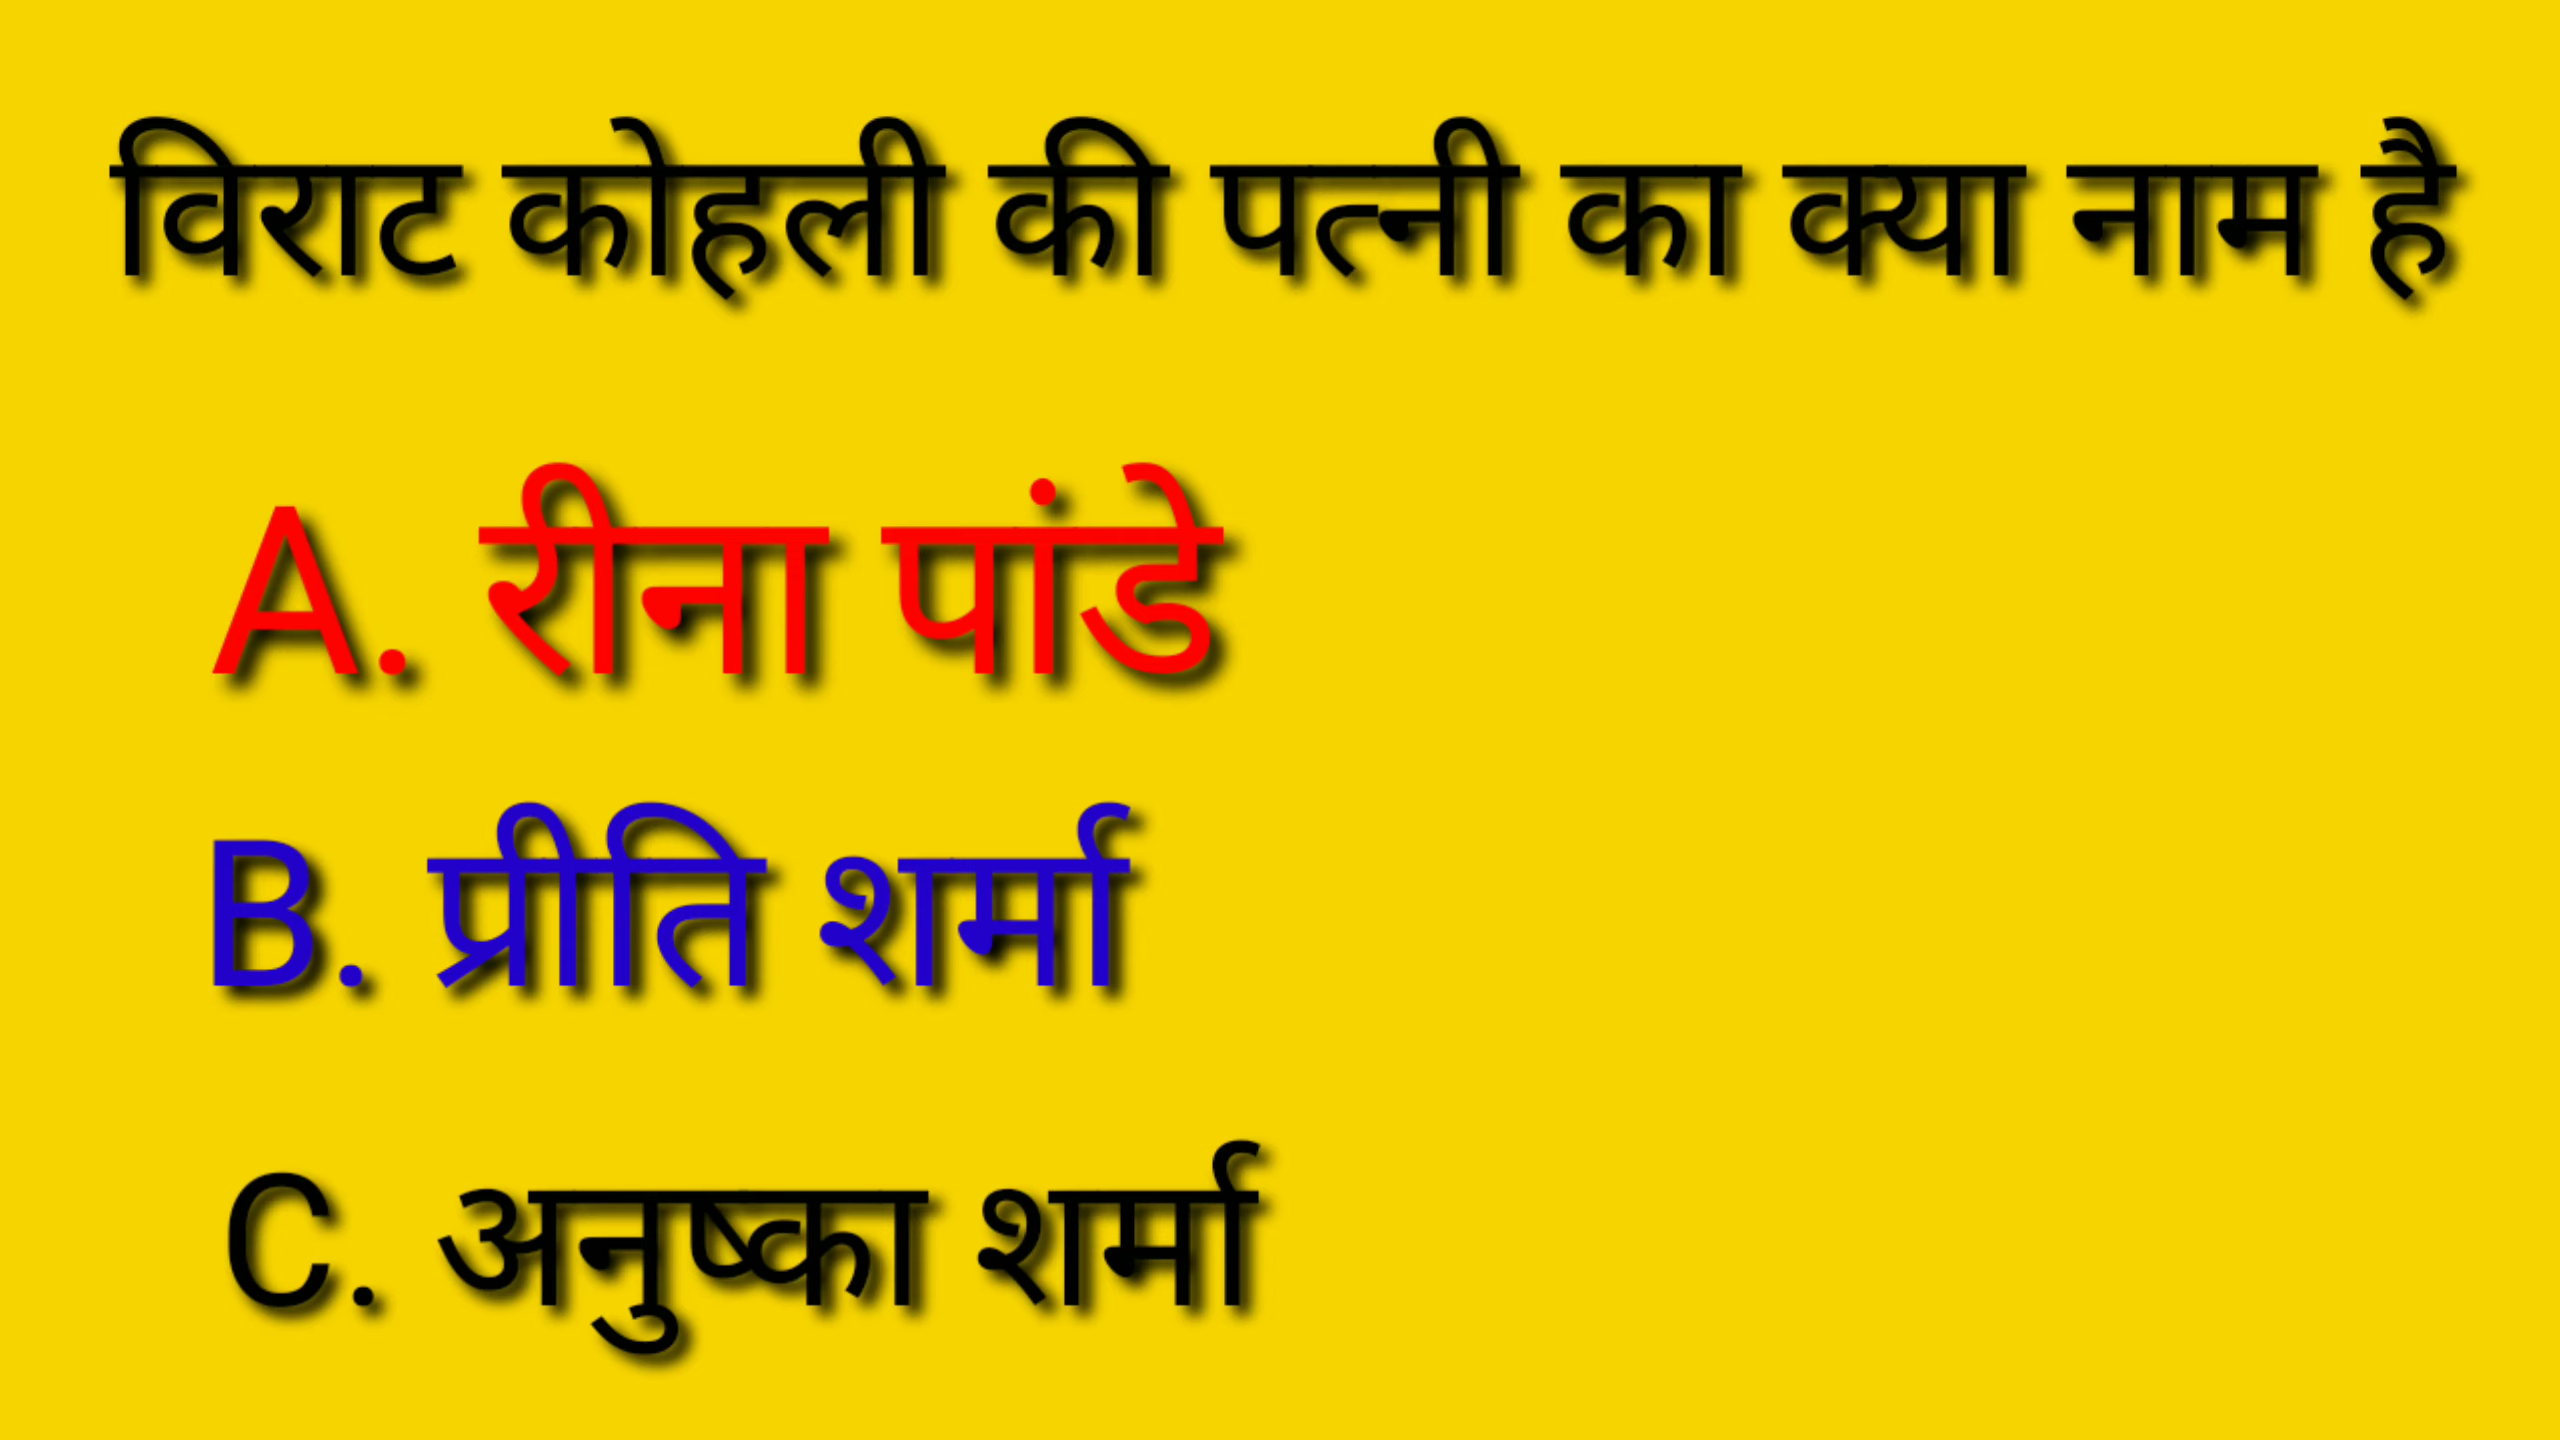 विराट कोहली की पत्नी का क्या नाम है
A. रीना पांडे
B. प्रीति शर्मा
C. अनुष्का शर्मा